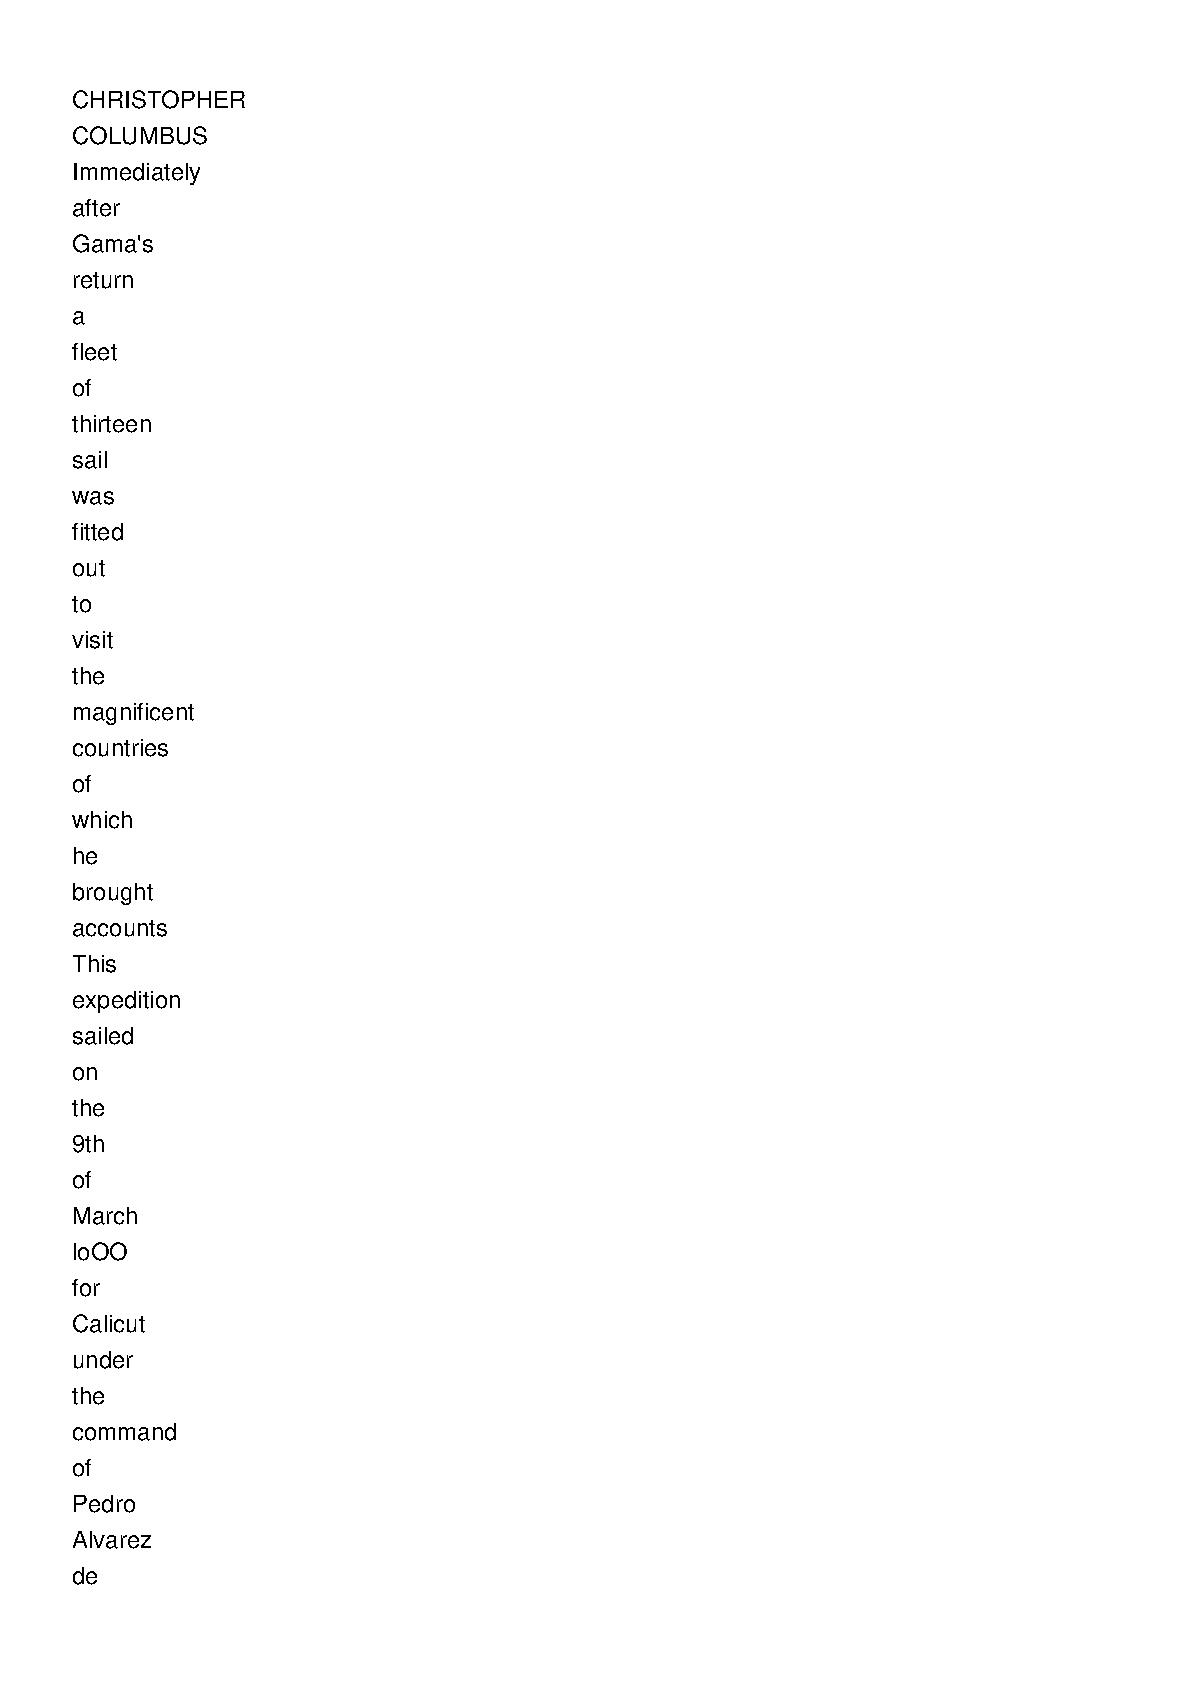 CHRISTOPHER
COLUMBUS
Immediately
after
Gama's
return
a
fleet
of
thirteen
sail
was
fitted
out
to
visit
the
magnificent
countries
of
which
he
brought
accounts
This
expedition
sailed
on
the
9th
of
March
loOO
for
Calicut
under
the
command
of
Pedro
Alvarez
de